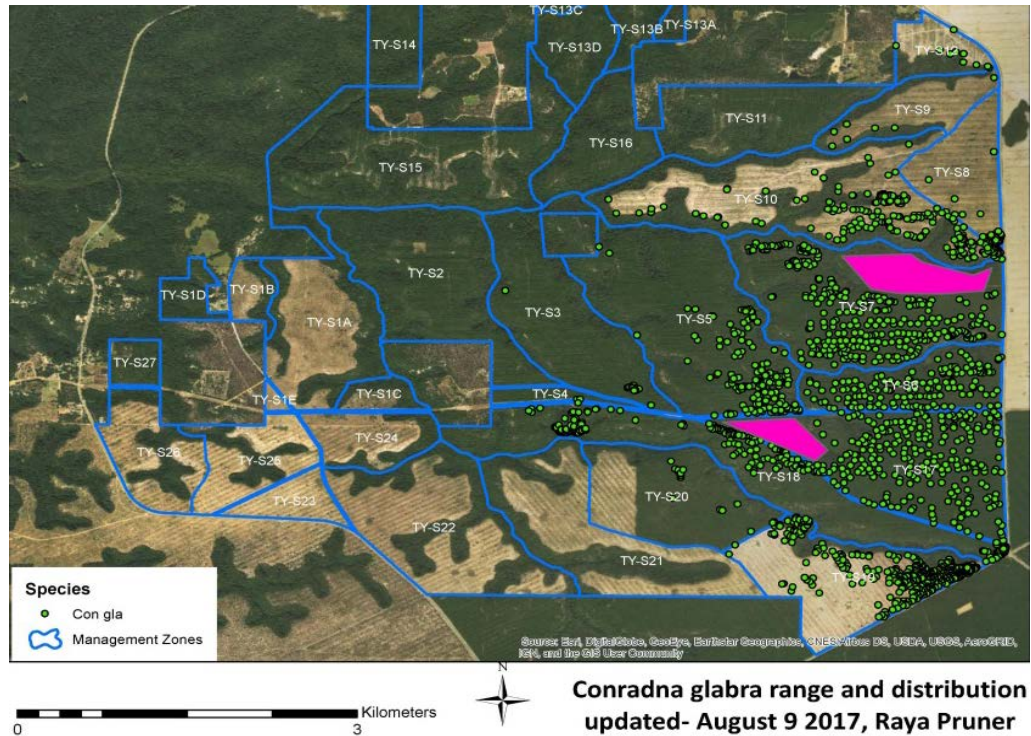 TY-S13C
TY-S13B
TY-S13A
TY-S14
TY-S13D
TY-S12
TY-S9
TY-S11
TY-S16
TY-S15
TY-S8
TY-S10
TY-S2
TY-S1D
TY-S1B
TY-S7
TY-S3
TY-S5
TY-S1A
TY-S27
TY-S6
TY-S1C
TY-S4
TY-S1E
TY-S24
TY-S26
TY-S25
TY-S17
TY-S18
TY-S20
TY-S23
TY-S22
TY-S21
TY-S19
Species
Con gla
Management Zones
Source: Esri, DigitalGlobe, GeoEye, Earthstar Geographics, CNES/Airbus DS, USDA, USGS, AeroGRID,
IGN, and the GIS User Community
N
Kilometers
0 3
Conradna glabra range and distribution
updated- August 9 2017, Raya Pruner